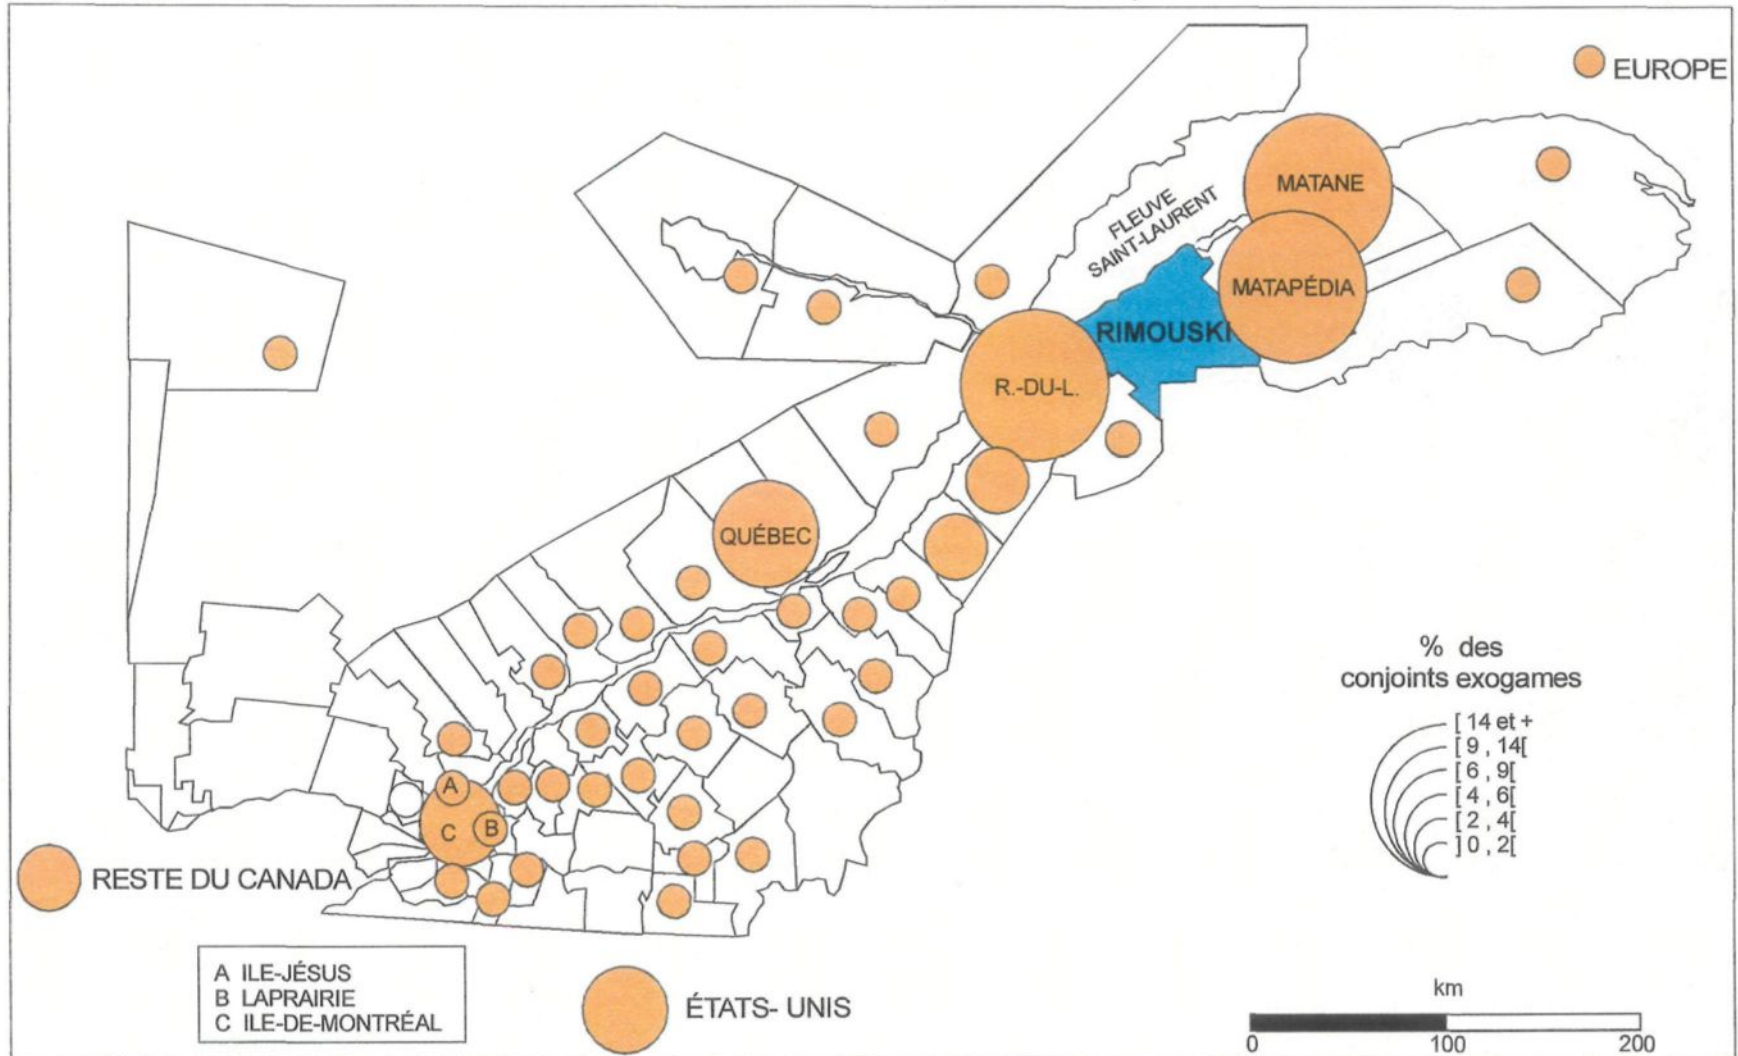 EUROPE
MATANE
FLEUVE
SAINT-LAURENT
MATAPÉDIA
RIMOUSKI
R.-DU-L.
QUÉBEC
% des
conjoints exogames
[ 14 et +
[ 9 , 14[
[ 6 , 9[
[ 4 , 6[
[ 2 , 4[
] 0 , 2[
A
C
B
RESTE DU CANADA
A ILE-JÉSUS
B LAPRAIRIE
C ILE-DE-MONTRÉAL
ÉTATS- UNIS
km
0 100 200